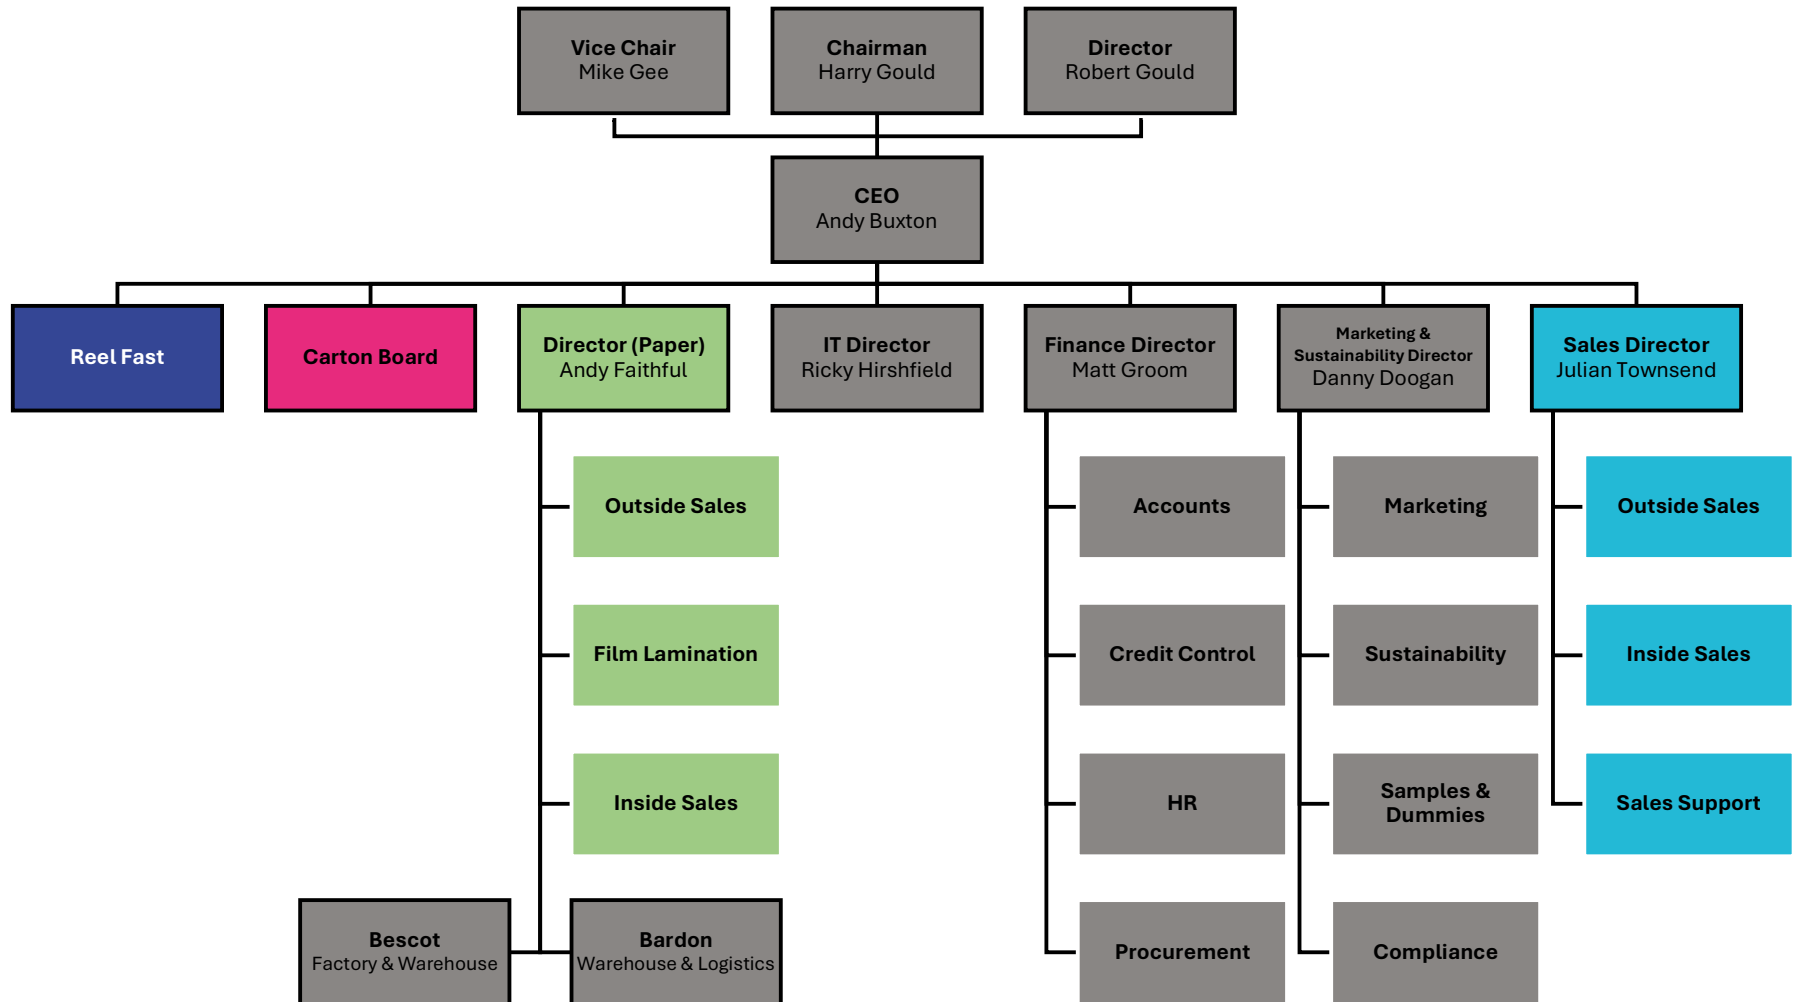 Vice Chair
Mike Gee
Chairman
Harry Gould
Director
Robert Gould
CEO
Andy Buxton
Reel Fast
Carton Board
Director (Paper)
Andy Faithful
IT Director
Ricky Hirshfield
Finance Director
Matt Groom
Marketing &
Sustainability Director
Danny Doogan
Sales Director
Julian Townsend
Outside Sales
Accounts
Marketing
Outside Sales
Film Lamination
Credit Control
Sustainability
Inside Sales
Inside Sales
HR
Samples &
Dummies
Sales Support
Bescot
Factory & Warehouse
Bardon
Warehouse & Logistics
Procurement
Compliance